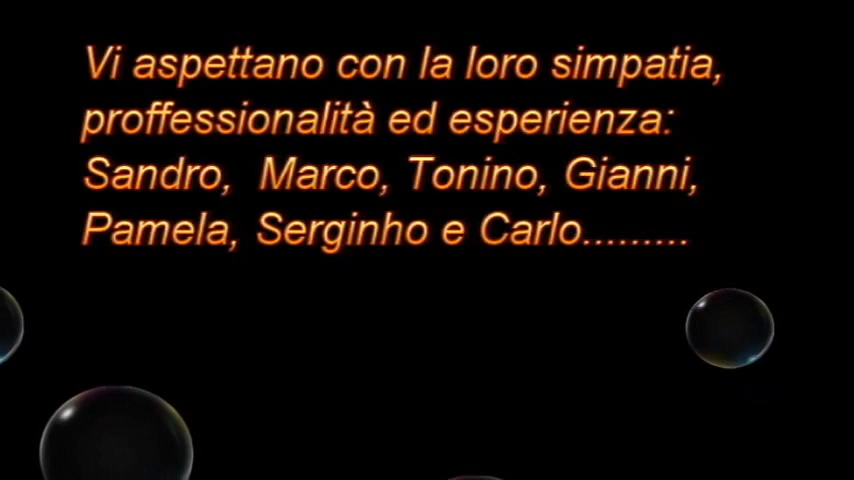 Vi aspettano con la loro simpatia,
proffessionalità ed esperienza:
Sandro, Marco, Tonino, Gianni,
Pamela, Serginho e Carlo.........